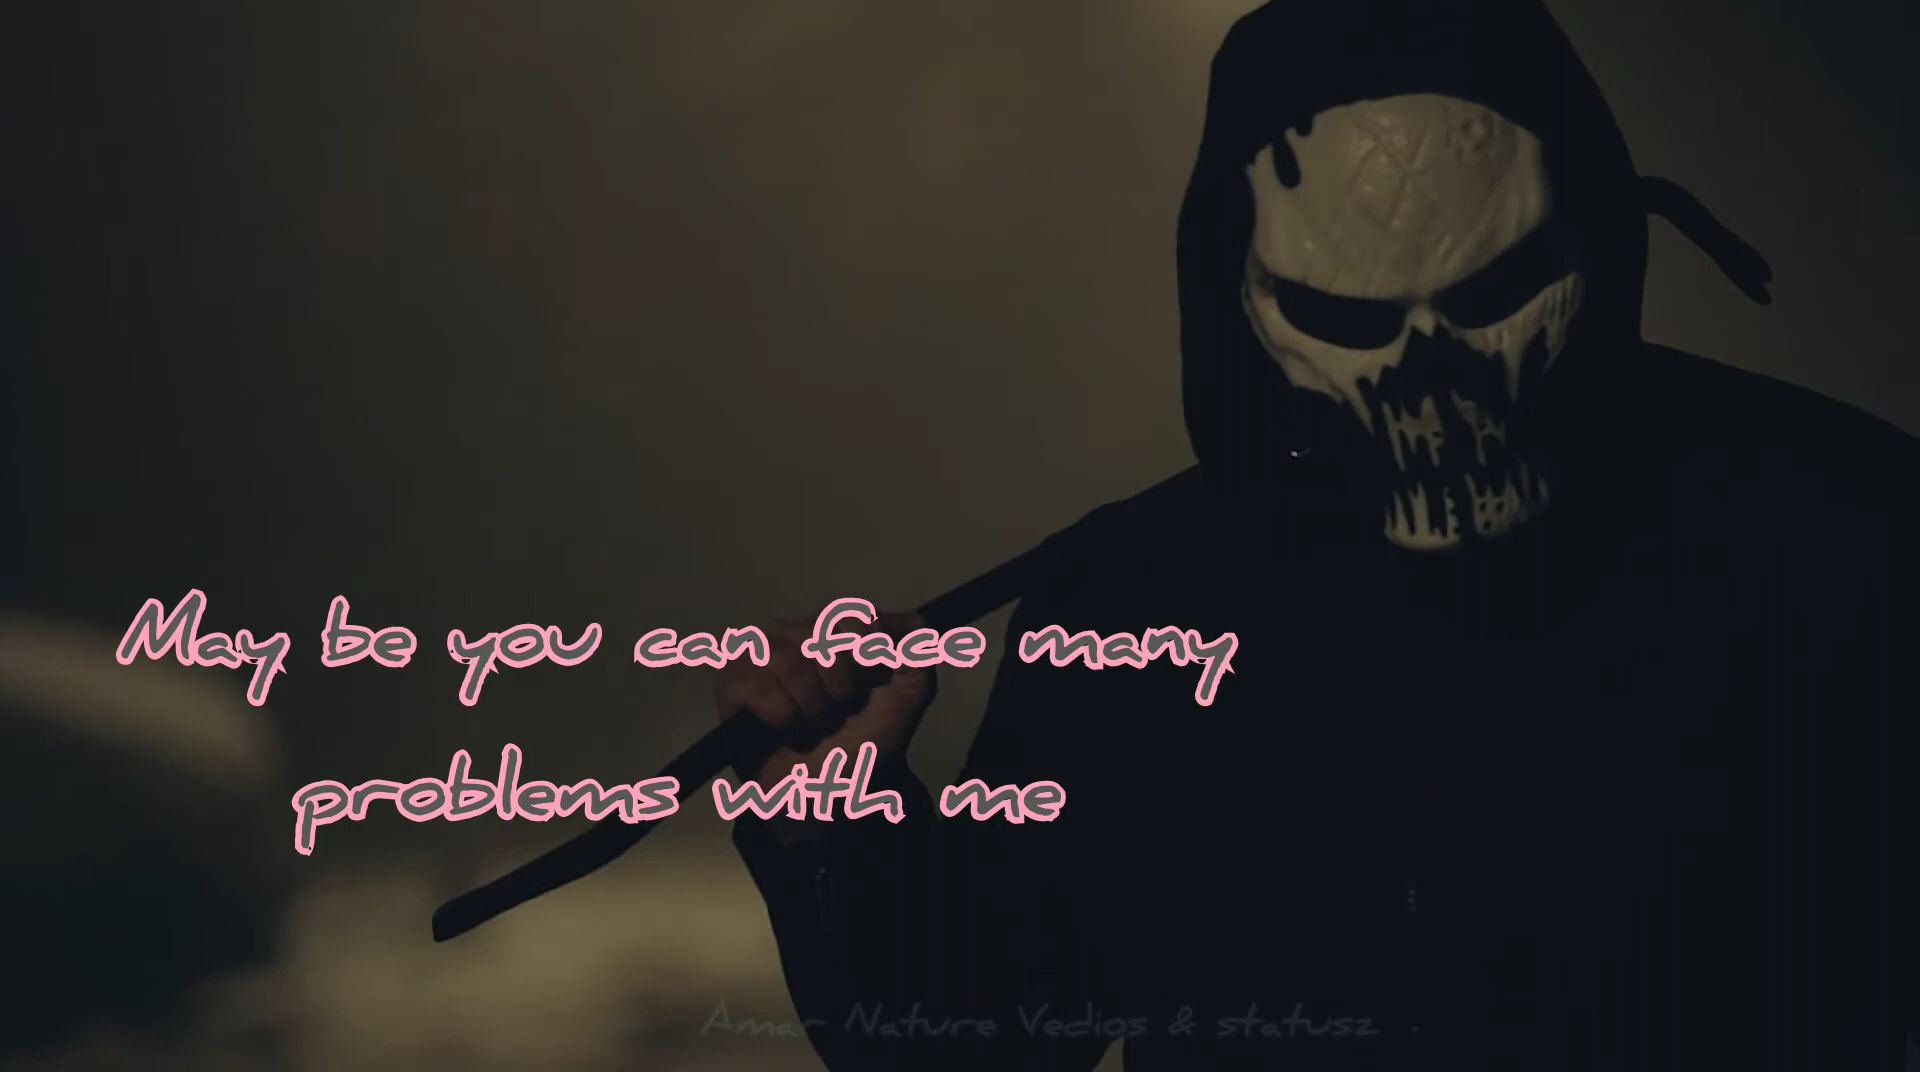 May be you can face many
problems with me
Amar Nature Vedios & statusz .